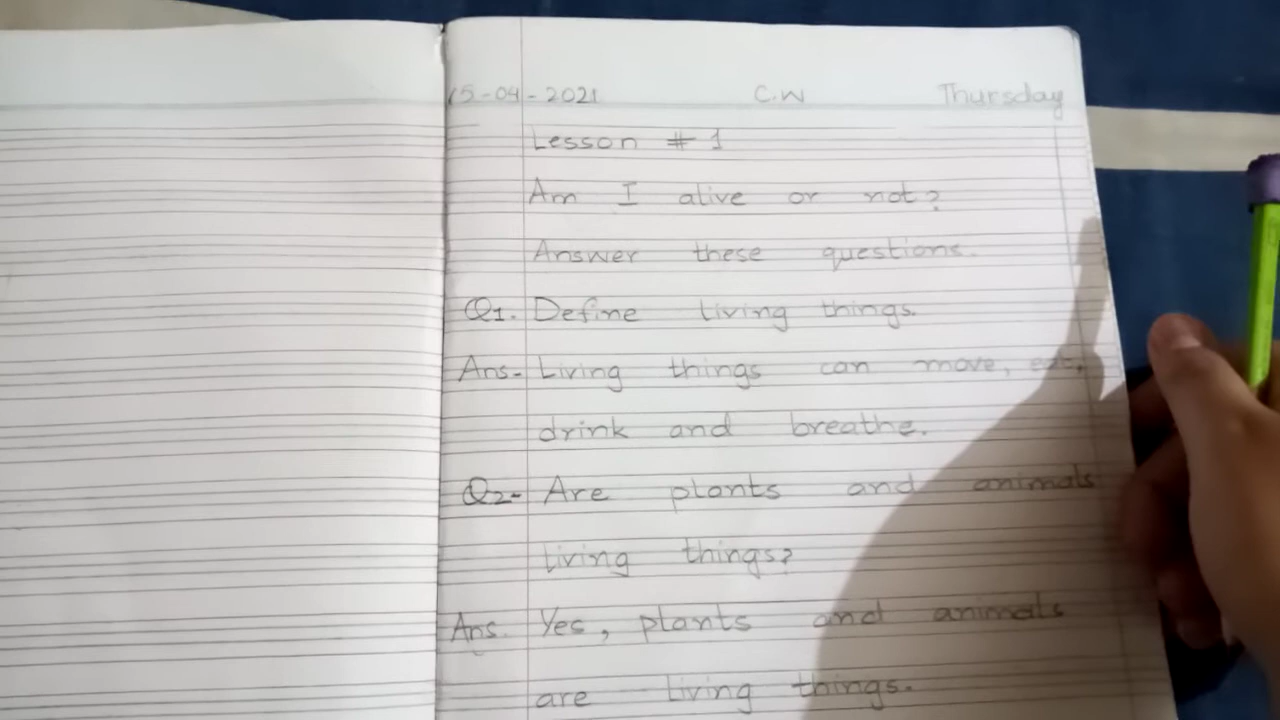 15-04-2021 C.W Thursday
Lesson # 1
Am I alive or not?
Answer these questions.
Q1. Define living things.
Ans- Living things can move, eat,
drink and breathe.
Q2- Are plants and animals
living things?
Ans. Yes, plants and animals
are living things.